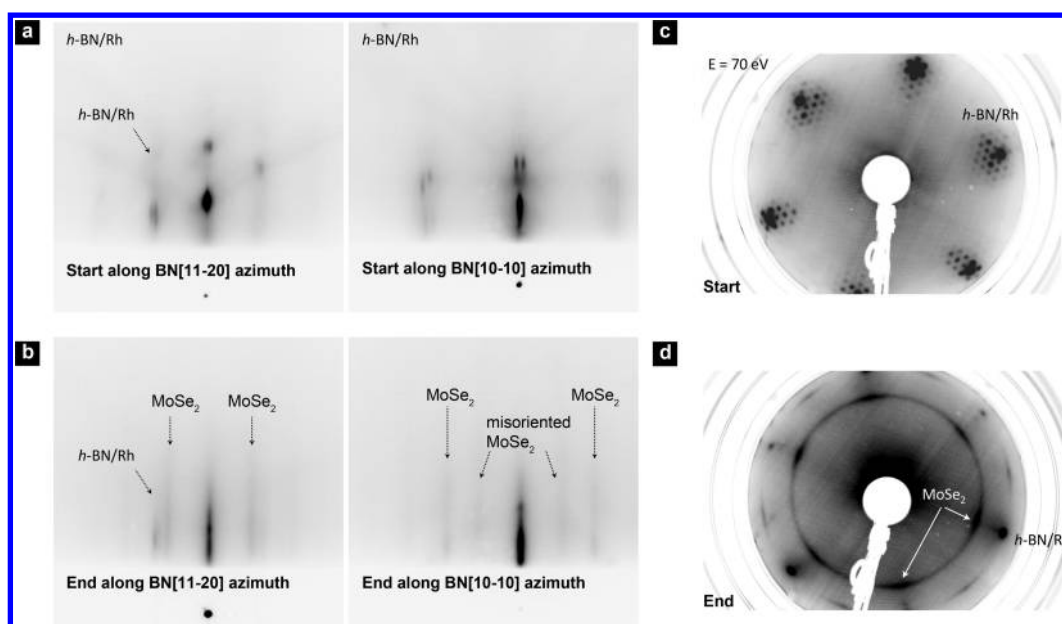 a
h-BN/Rh
h-BN/Rh
Start along BN[11-20] azimuth
h-BN/Rh
Start along BN[10-10] azimuth
c
E = 70 eV
h-BN/Rh
Start
b
MoSe₂
MoSe₂
h-BN/Rh
End along BN[11-20] azimuth
MoSe₂
misoriented
MoSe₂
MoSe₂
End along BN[10-10] azimuth
d
MoSe₂
h-BN/R
End